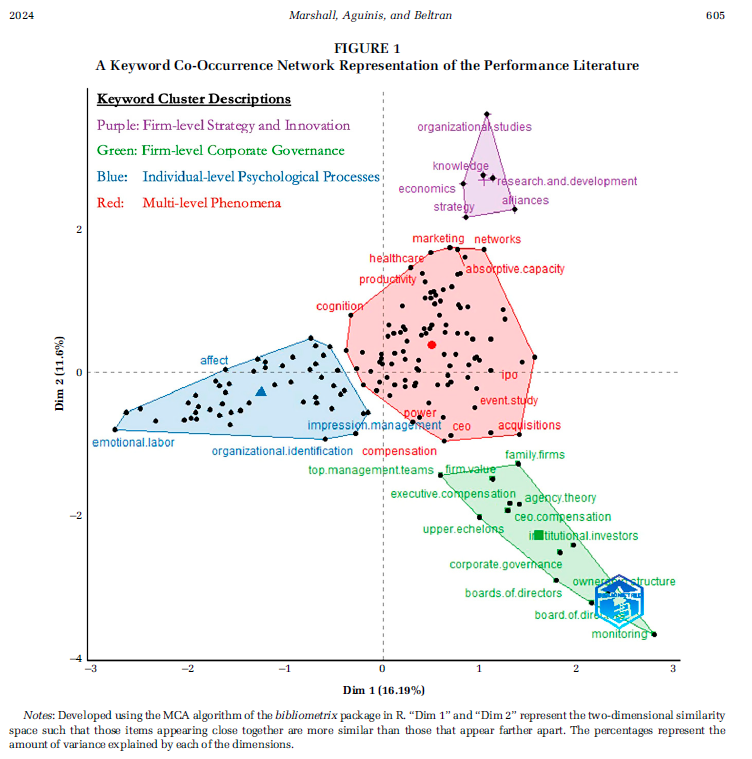 2024 Marshall, Aguinis, and Beltran 605
FIGURE 1
A Keyword Co-Occurrence Network Representation of the Performance Literature
Keyword Cluster Descriptions
Purple: Firm-level Strategy and Innovation
Green: Firm-level Corporate Governance
Blue: Individual-level Psychological Processes
Red: Multi-level Phenomena
organizational.studies
knowledge
research.and.development
economics
alliances
strategy
2
marketing networks
healthcare
absorptive.capacity
productivity
cognition
affect
0
ipo
event.study
power
impression.management ceo acquisitions
emotional.labor
organizational.identification compensation
family.firms
top.management.teams firm.value
executive.compensation agency.theory
−2
ceo.compensation
upper.echelons institutional.investors
corporate.governance
boards.of.directors
board.of
monitoring
−4
−3 −2 −1 0 1 2 3
Dim 2 (11.6%)
Dim 1 (16.19%)
Notes: Developed using the MCA algorithm of the bibliometrix package in R. “Dim 1” and “Dim 2” represent the two-dimensional similarity
space such that those items appearing close together are more similar than those that appear farther apart. The percentages represent the
amount of variance explained by each of the dimensions.